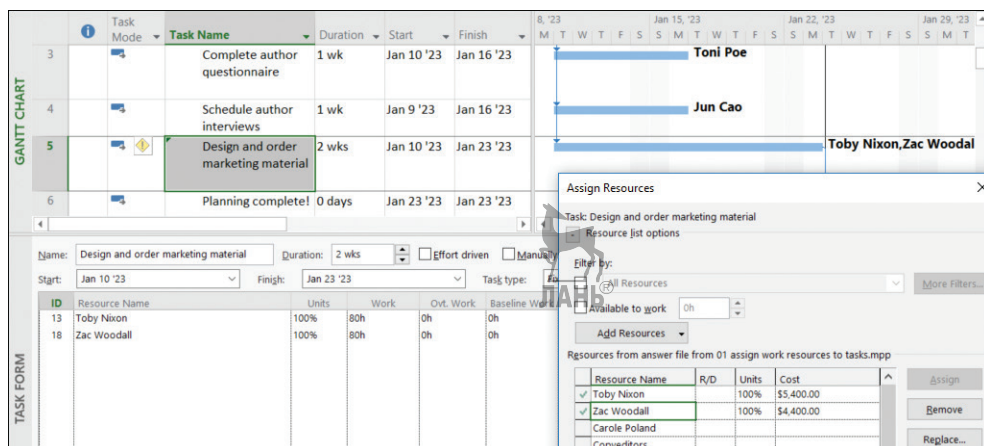 8, '23 Jan 15, '23 Jan 22, '23 Jan 29, '23
Task Mode Task Name Duration Start Finish M T W T F S S M T W T F S S M T W T F S S M T
3 Complete author questionnaire 1 wk Jan 10 '23 Jan 16 '23 Toni Poe
4 Schedule author interviews 1 wk Jan 9 '23 Jan 16 '23 Jun Cao
5 Design and order marketing material 2 wks Jan 10 '23 Jan 23 '23 Toby Nixon,Zac Woodal
6 Planning complete! 0 days Jan 23 '23 Jan 23 '23
GANTT CHART
Assign Resources
Task: Design and order marketing material
Resource list options
Filter by:
All Resources
More Filters...
Available to work 0h
Add Resources
Resources from answer file from 01 assign work resources to tasks.mpp
Resource Name R/D Units Cost
Toby Nixon 100% $5,400.00
Zac Woodall 100% $4,400.00
Carole Poland
Copyeditors
Assign
Remove
Replace...
Name: Design and order marketing material Duration: 2 wks Effort driven Manually
Start: Jan 10 '23 Finish: Jan 23 '23 Task type:
ID Resource Name Units Work Ovt. Work Baseline
13 Toby Nixon 100% 80h 0h 0h
18 Zac Woodall 100% 80h 0h 0h
TASK FORM
ЛАНЬ®